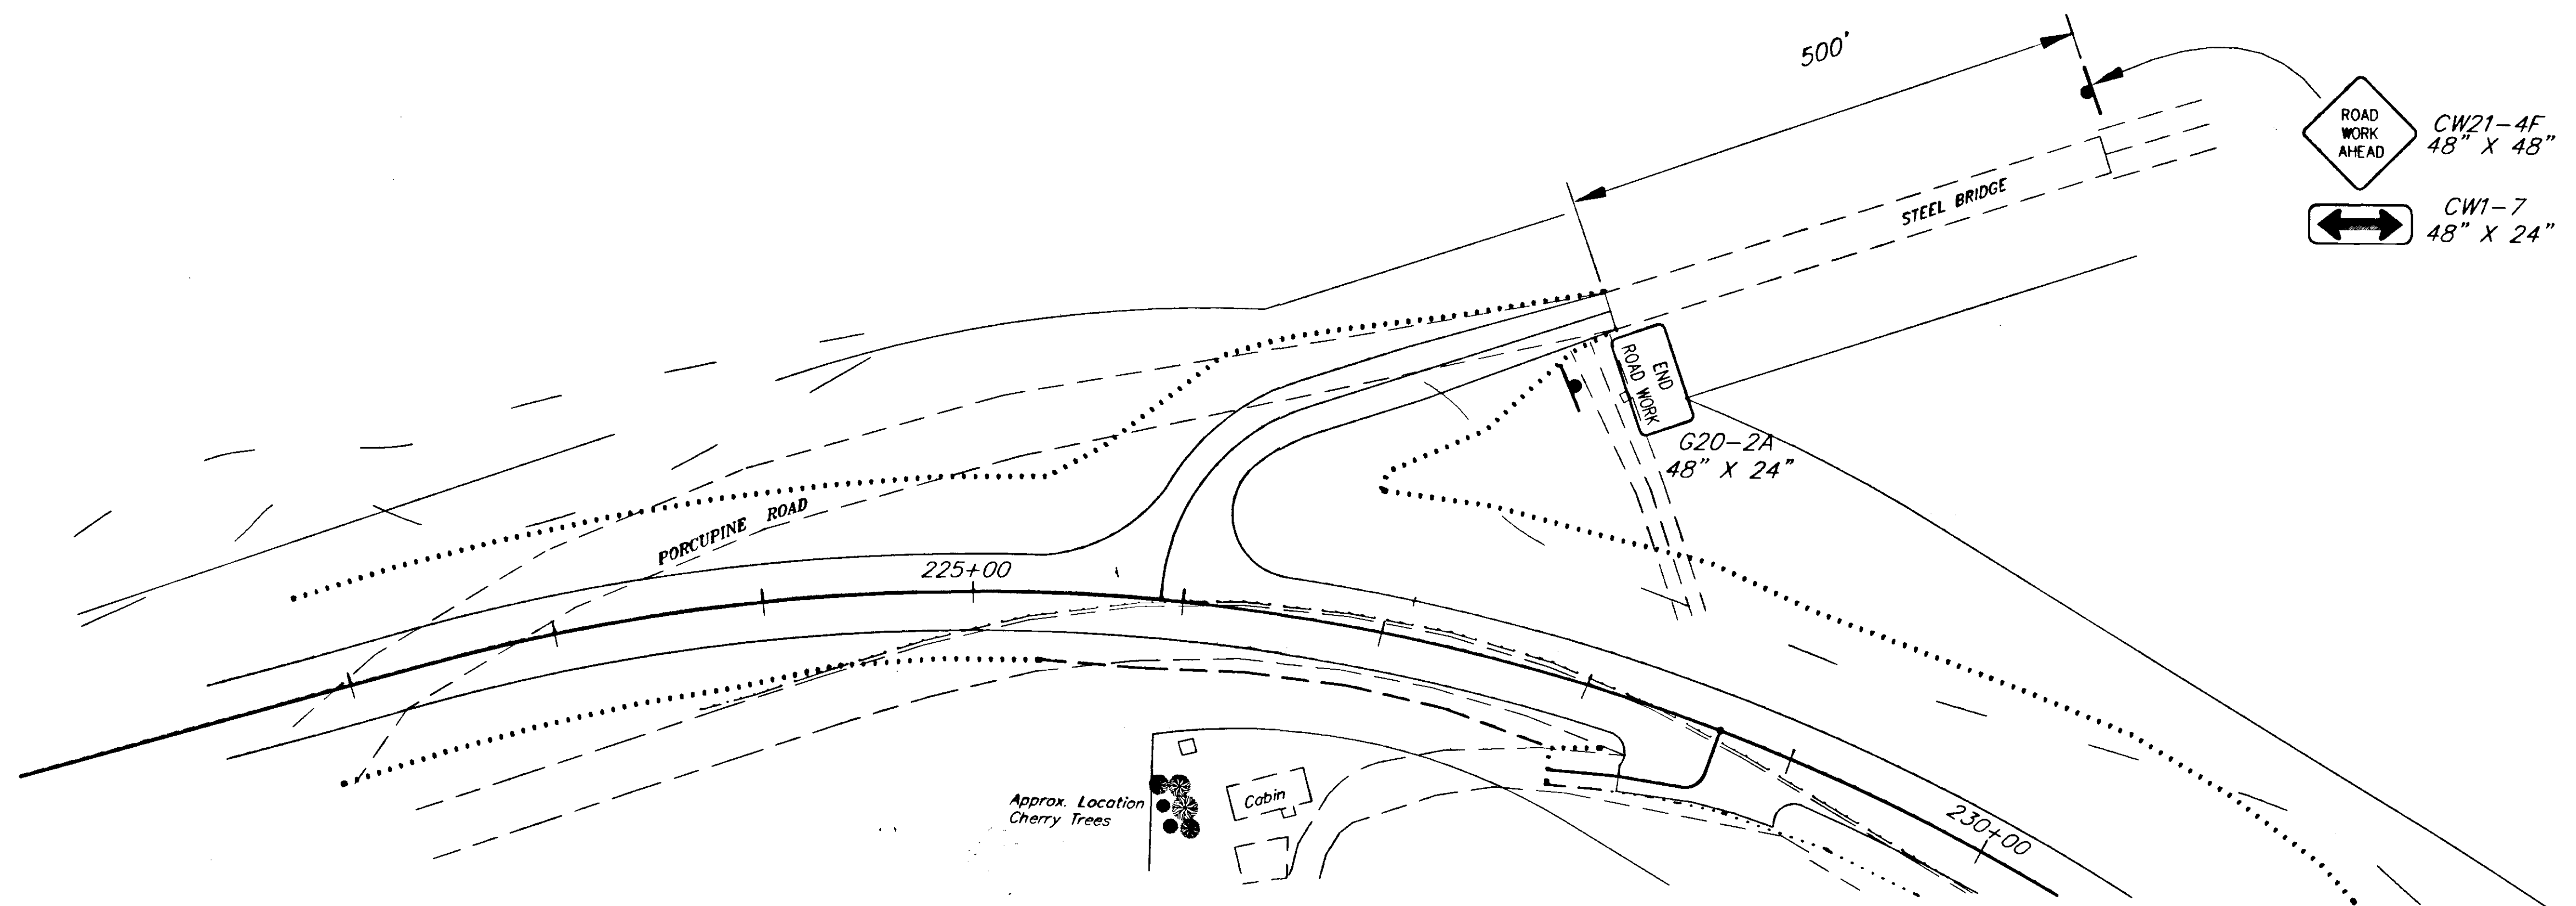 500'
ROAD
WORK
AHEAD
CW21-4F
48" X 48"
CW1-7
48" X 24"
STEEL BRIDGE
END
ROAD WORK
G20-2A
48" X 24"
PORCUPINE ROAD
225+00
Approx. Location
Cherry Trees
Cabin
230+00